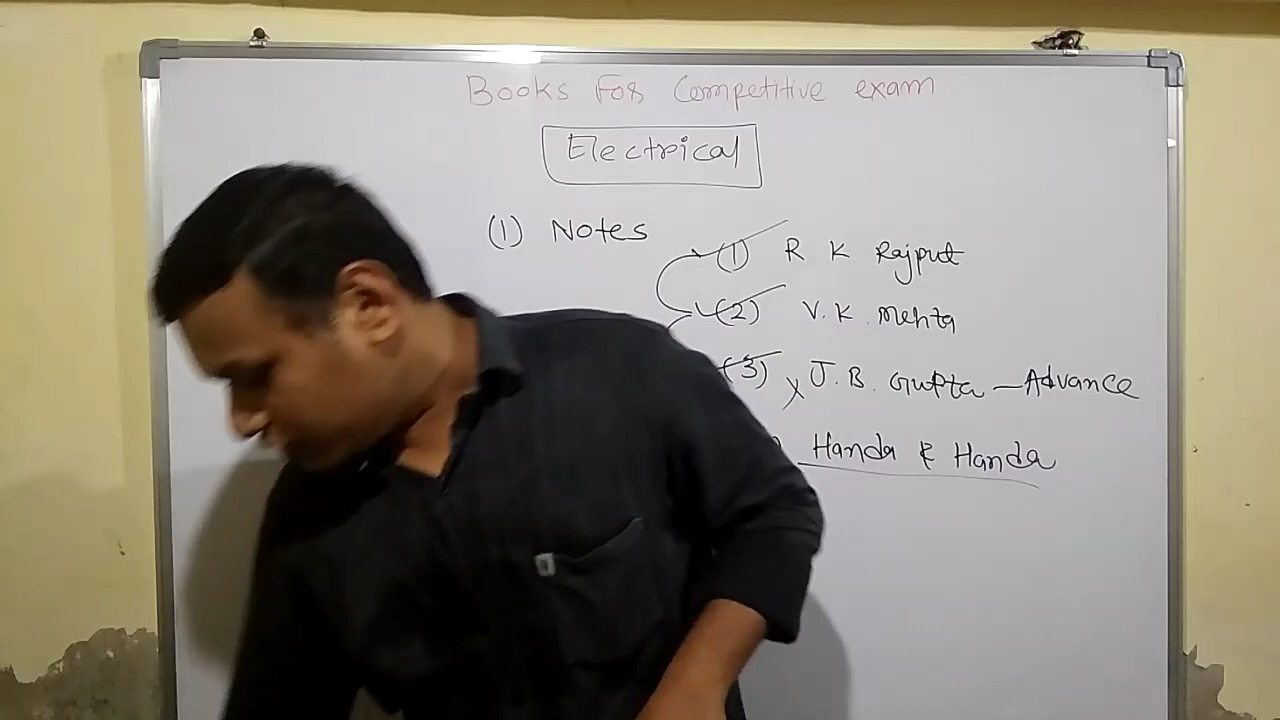 Books For Competitive exam
Electrical
(1) Notes
(1) R K Rajput
(2) V.K. Mehta
(3) J.B. Gupta – Advance
Handa & Handa